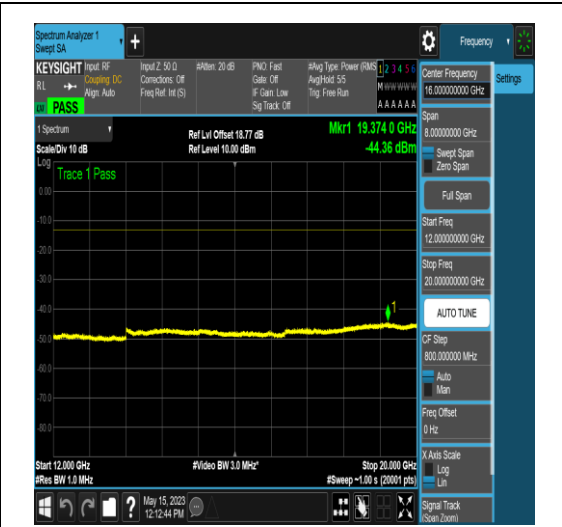 Spectrum Analyzer 1
Swept SA
Frequency
KEYSIGHT
RL
PASS
Input: RF
Coupling: DC
Align: Auto
Input Z: 50 Ω
Corrections: Off
Freq Ref: Int (S)
#Atten: 20 dB
PNO: Fast
Gate: Off
IF Gain: Low
Sig Track: Off
#Avg Type: Power (RMS
Avg|Hold: 5/5
Trig: Free Run
1 2 3 4 5 6
M w w w w w
A A A A A A
Center Frequency
16.000000000 GHz
Settings
1 Spectrum
Scale/Div 10 dB
Ref Lvl Offset 18.77 dB
Ref Level 10.00 dBm
Mkr1 19.374 0 GHz
-44.36 dBm
Span
8.00000000 GHz
Swept Span
Zero Span
Full Span
Start Freq
12.000000000 GHz
Stop Freq
20.000000000 GHz
AUTO TUNE
CF Step
800.000000 MHz
Auto
Man
Freq Offset
0 Hz
X Axis Scale
Log
Lin
Signal Track
(Span Zoom)
Log
Trace 1 Pass
0.00
-10.0
-20.0
-30.0
-40.0
1
-50.0
-60.0
-70.0
-80.0
Start 12.000 GHz
#Res BW 1.0 MHz
#Video BW 3.0 MHz*
Stop 20.000 GHz
#Sweep ~1.00 s (20001 pts)
?
May 15, 2023
12:12:44 PM